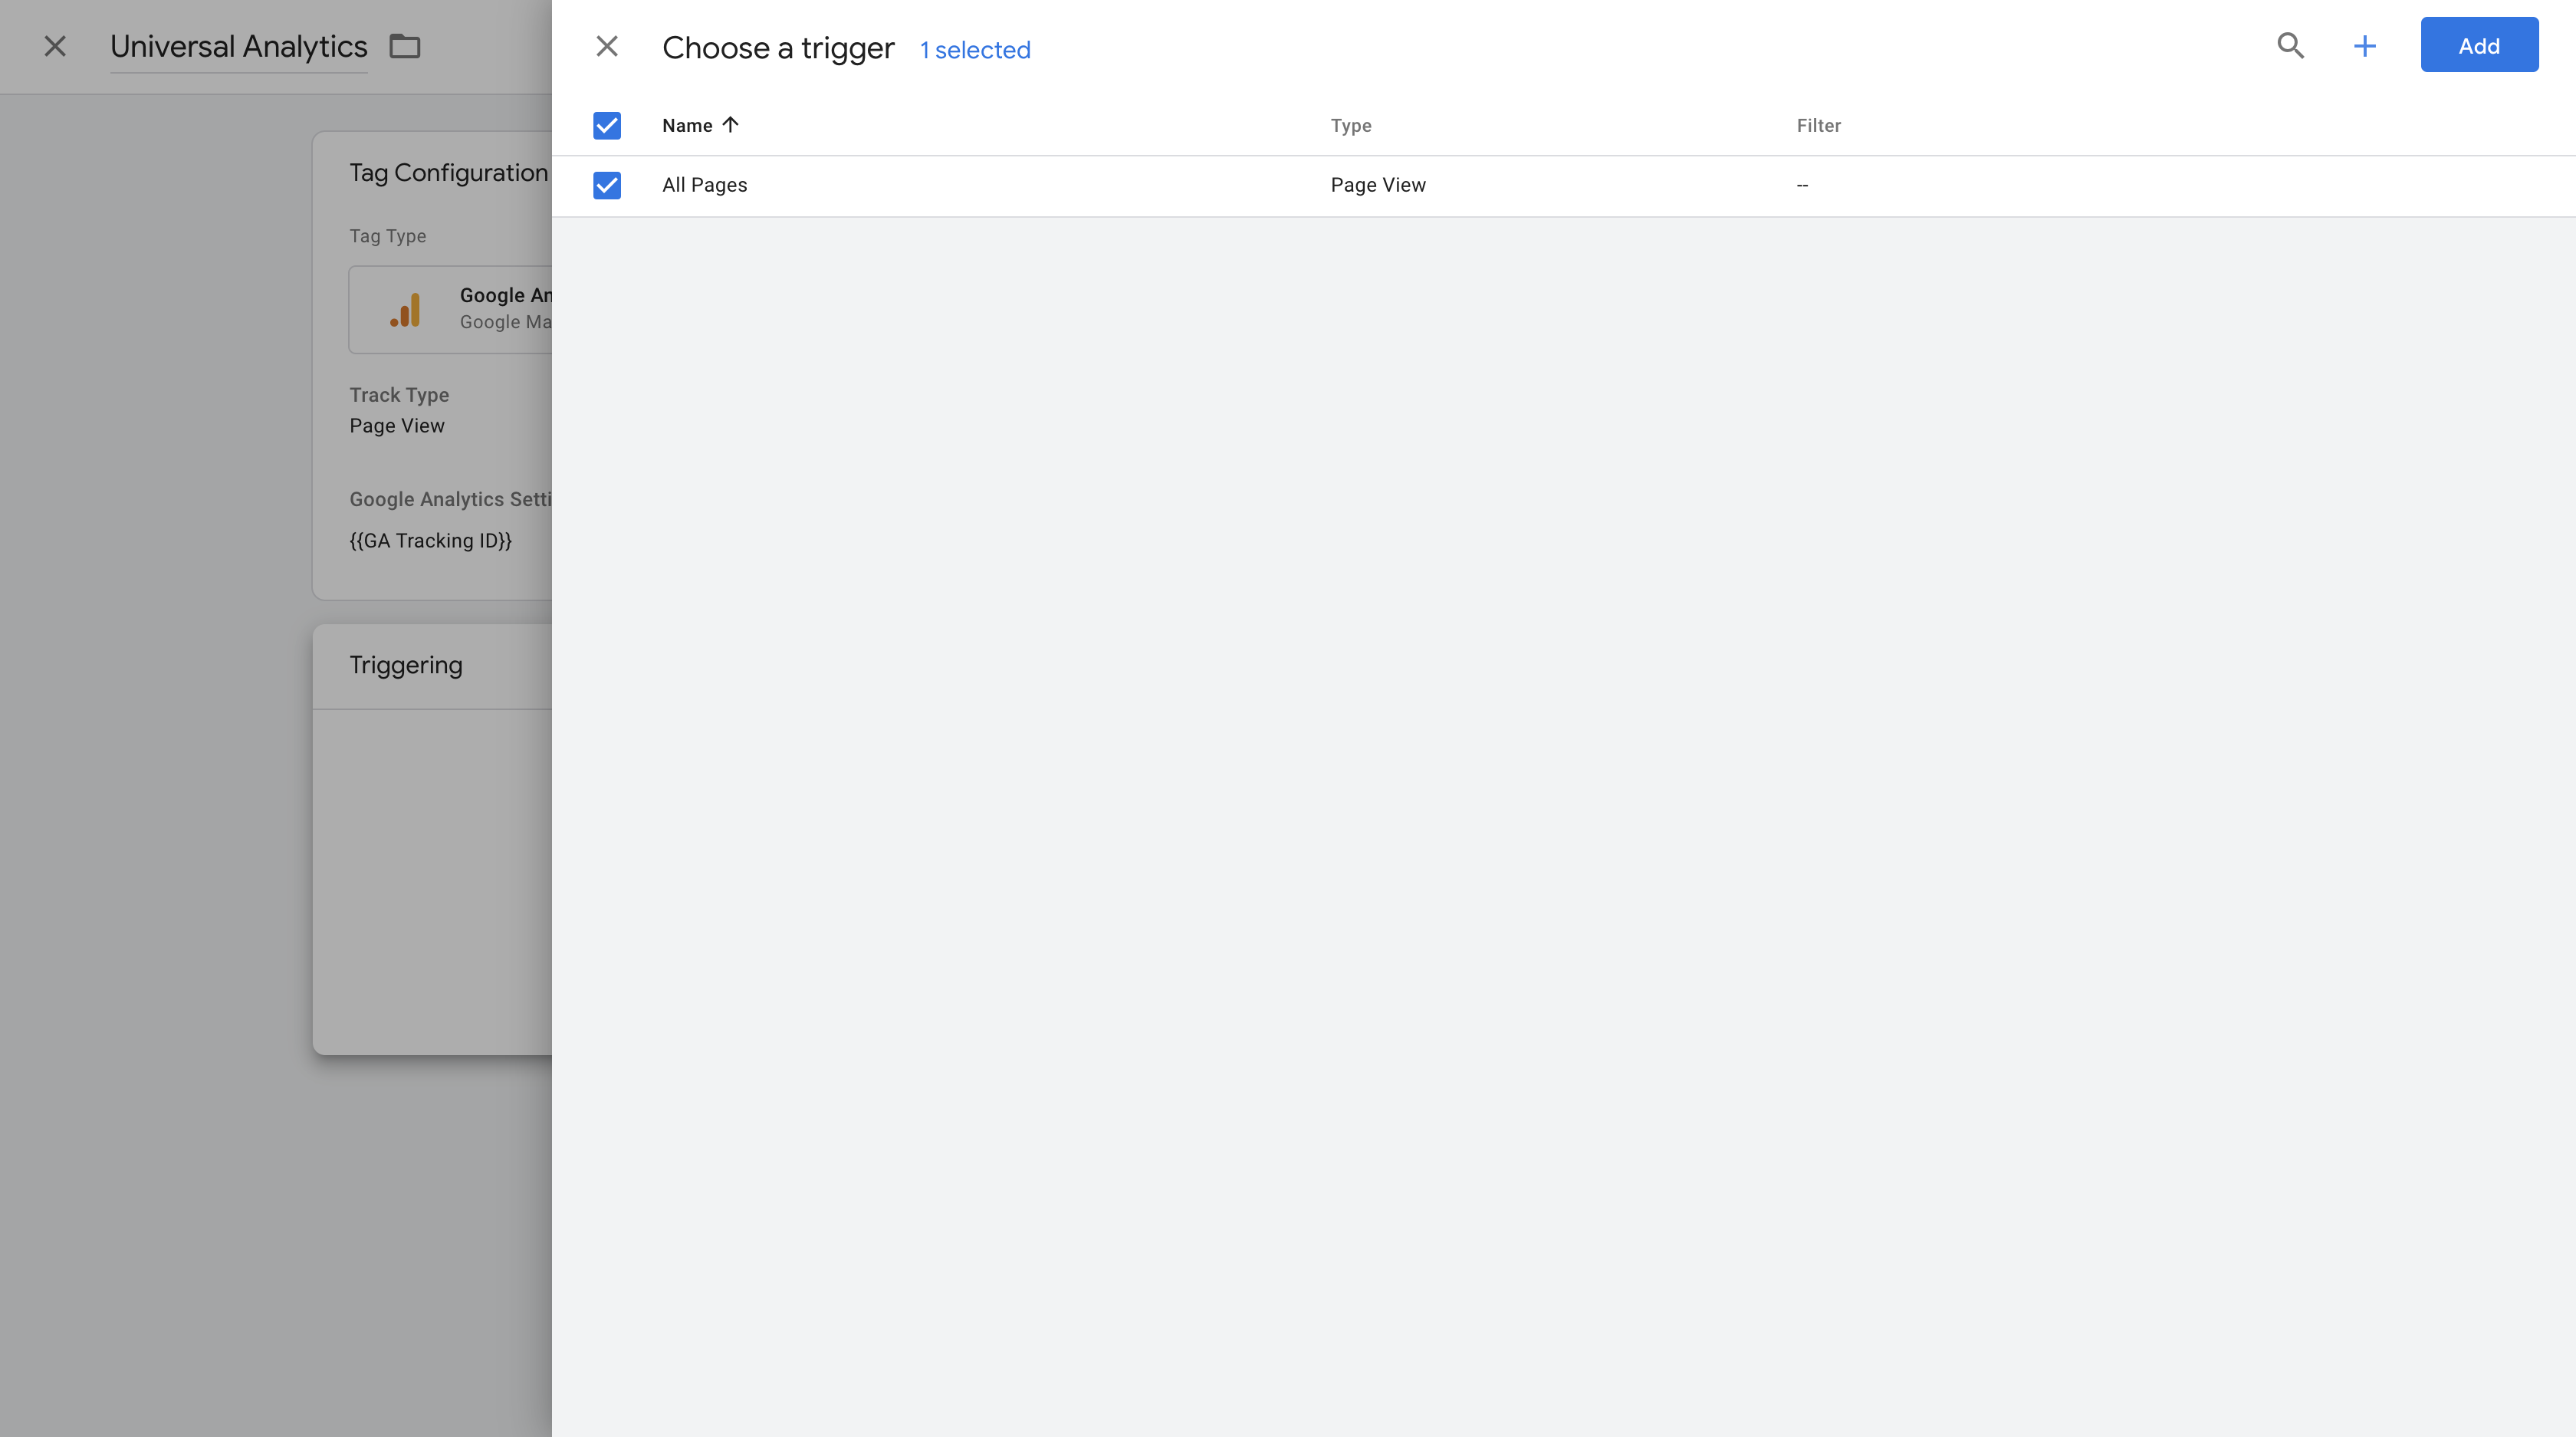 Universal Analytics
Tag Configuration
Tag Type
Google An
Google Ma
Track Type
Page View
Google Analytics Setti
{{GA Tracking ID}}
Triggering
Choose a trigger 1 selected
Add
Name Type Filter
All Pages Page View --